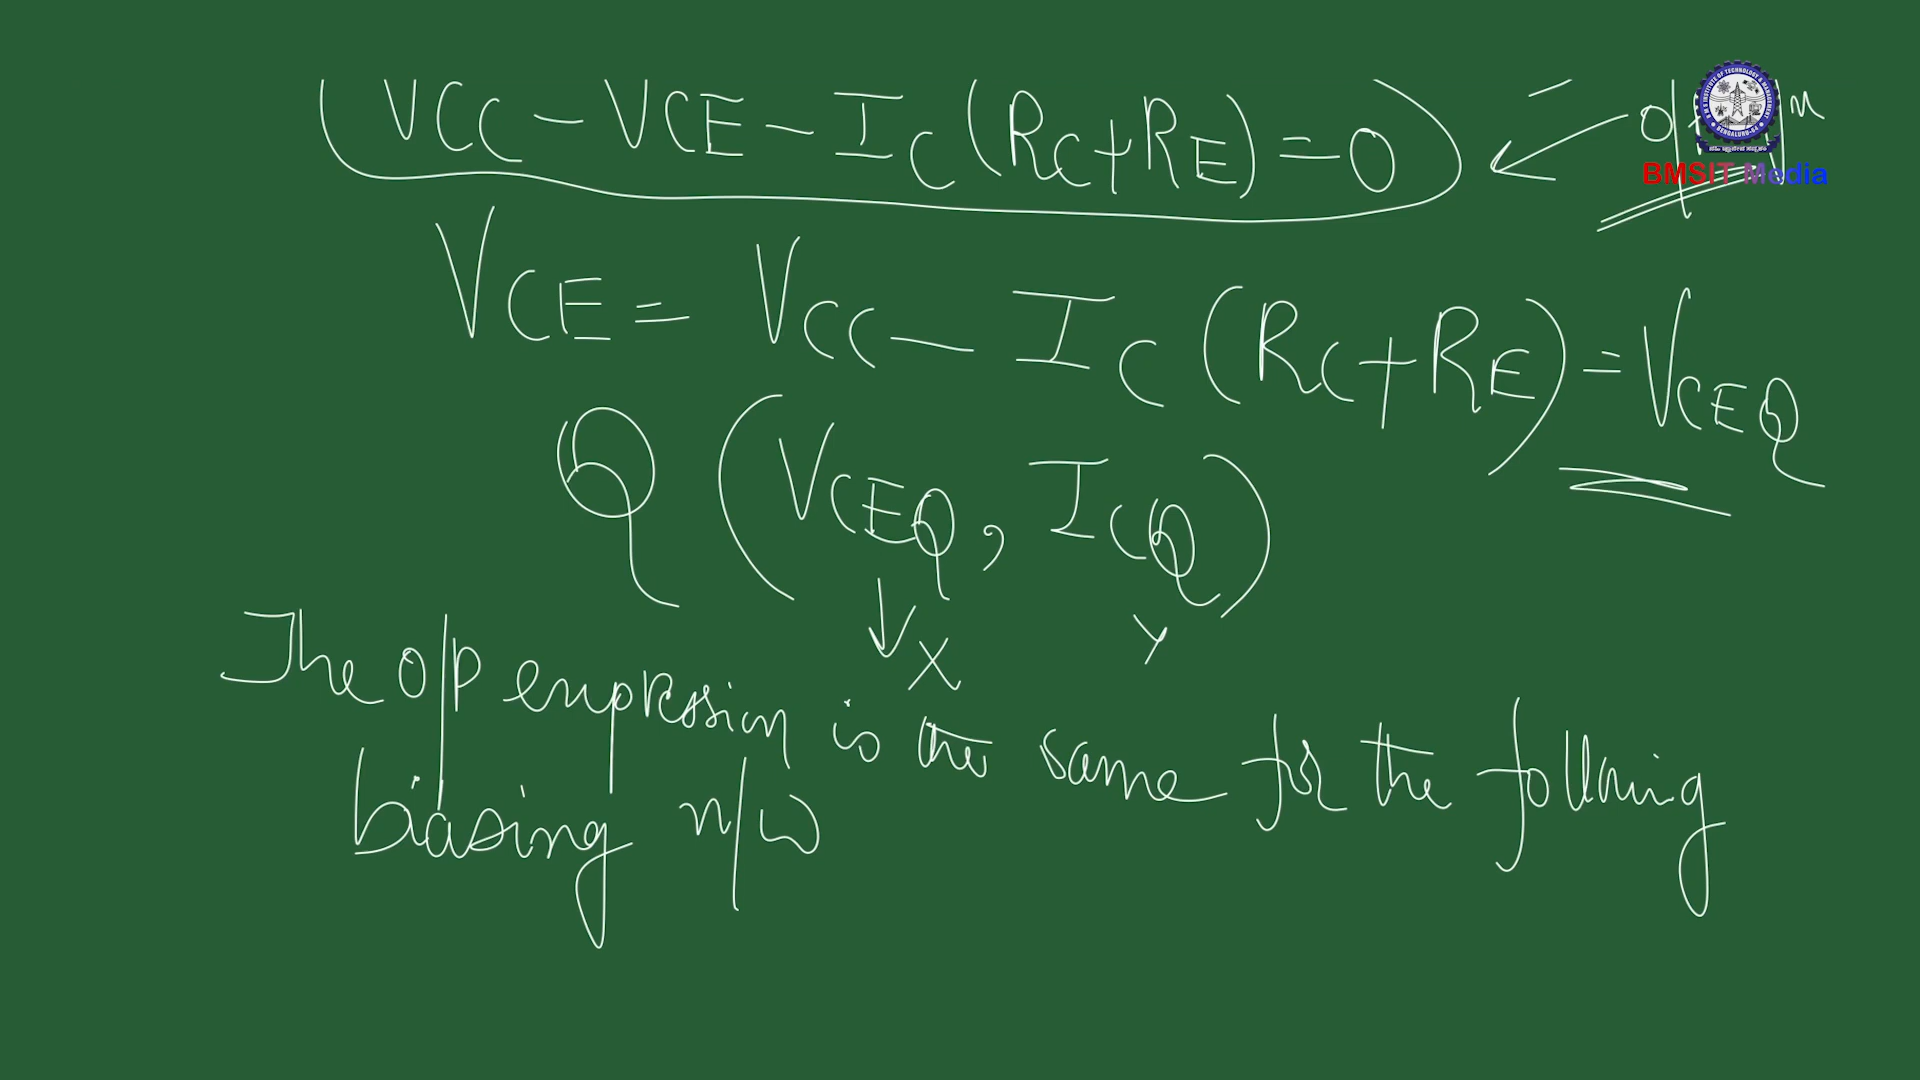 VCC - VCE - IC (RC + RE) = 0
VCE = VCC - IC (RC + RE) = VCEQ
Q (VCEQ, ICQ)
X Y
The O/P expression is the same for the following
biasing n/w
BMSIT Media